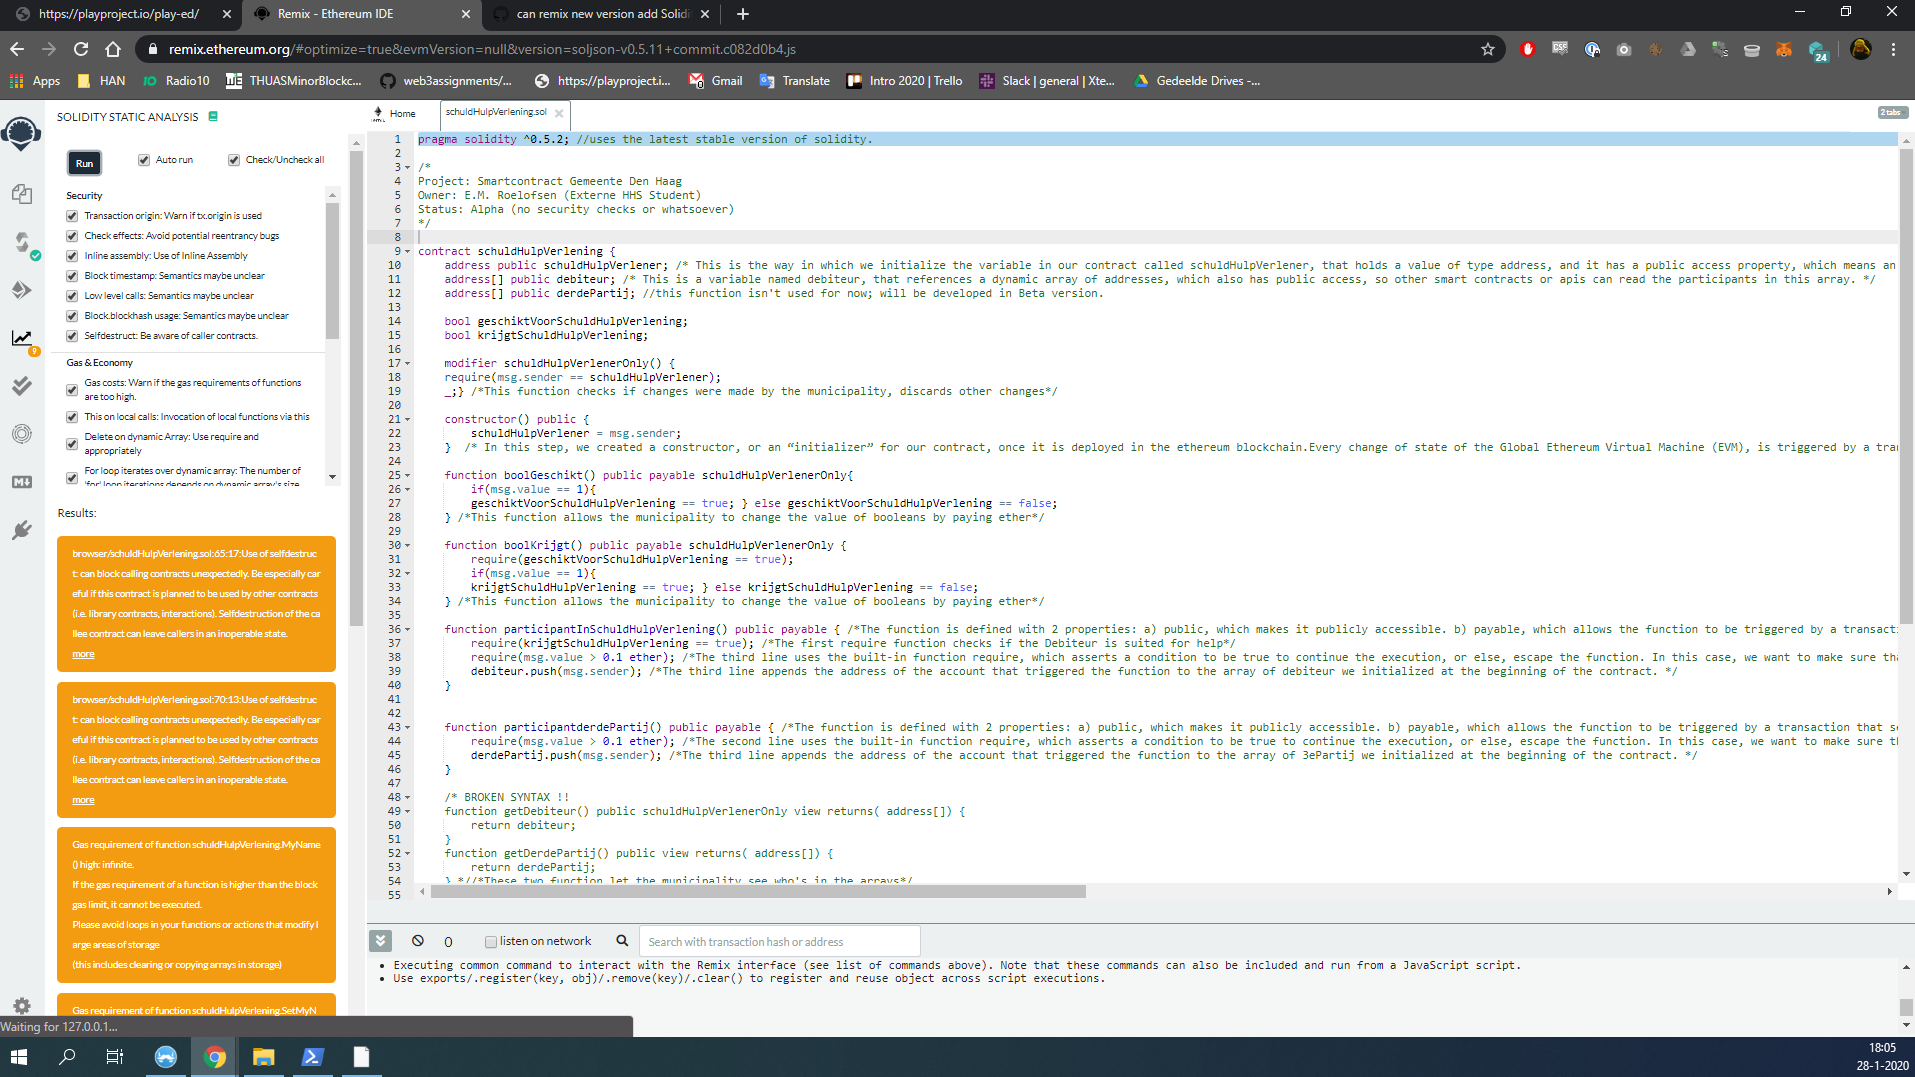 https://playproject.io/play-ed/
Remix - Ethereum IDE
can remix new version add Solidi
remix.ethereum.org/#optimize=true&evmVersion=null&version=soljson-v0.5.11+commit.c082d0b4.js
24
Apps
HAN
Radio10
THUASMinorBlockc...
web3assignments/...
https://playproject.i...
Gmail
Translate
Intro 2020 | Trello
Slack | general | Xte...
Gedeelde Drives -...
SOLIDITY STATIC ANALYSIS
Run
Auto run
Check/Uncheck all
Security
Transaction origin: Warn if tx.origin is used
Check effects: Avoid potential reentrancy bugs
Inline assembly: Use of Inline Assembly
Block timestamp: Semantics maybe unclear
Low level calls: Semantics maybe unclear
Block.blockhash usage: Semantics maybe unclear
Selfdestruct: Be aware of caller contracts.
9
Gas & Economy
Gas costs: Warn if the gas requirements of functions
are too high.
This on local calls: Invocation of local functions via this
Delete on dynamic Array: Use require and
appropriately
For loop iterates over dynamic array: The number of
'for' loop iterations depends on dynamic array's size
Results:
browser/schuldHulpVerlening.sol:65:17:Use of selfdestruc
t: can block calling contracts unexpectedly. Be especially car
eful if this contract is planned to be used by other contracts
(i.e. library contracts, interactions). Selfdestruction of the ca
llee contract can leave callers in an inoperable state.
more
browser/schuldHulpVerlening.sol:70:13:Use of selfdestruc
t: can block calling contracts unexpectedly. Be especially car
eful if this contract is planned to be used by other contracts
(i.e. library contracts, interactions). Selfdestruction of the ca
llee contract can leave callers in an inoperable state.
more
Gas requirement of function schuldHulpVerlening.MyName
() high: infinite.
If the gas requirement of a function is higher than the block
gas limit, it cannot be executed.
Please avoid loops in your functions or actions that modify l
arge areas of storage
(this includes clearing or copying arrays in storage)
Gas requirement of function schuldHulpVerlening.SetMyN
Waiting for 127.0.0.1...
Home
schuldHulpVerlening.sol
2 tabs
1 pragma solidity ^0.5.2; //uses the latest stable version of solidity.
2
3 /*
4 Project: Smartcontract Gemeente Den Haag
5 Owner: E.M. Roelofsen (Externe HHS Student)
6 Status: Alpha (no security checks or whatsoever)
7 */
8
9 contract schuldHulpVerlening {
10 address public schuldHulpVerlener; /* This is the way in which we initialize the variable in our contract called schuldHulpVerlener, that holds a value of type address, and it has a public access property, which means an
11 address[] public debiteur; /* This is a variable named debiteur, that references a dynamic array of addresses, which also has public access, so other smart contracts or apis can read the participants in this array. */
12 address[] public derdePartij; //this function isn't used for now; will be developed in Beta version.
13
14 bool geschiktVoorSchuldHulpVerlening;
15 bool krijgtSchuldHulpVerlening;
16
17 modifier schuldHulpVerlenerOnly() {
18 require(msg.sender == schuldHulpVerlener);
19 _;} /*This function checks if changes were made by the municipality, discards other changes*/
20
21 constructor() public {
22 schuldHulpVerlener = msg.sender;
23 } /* In this step, we created a constructor, or an “initializer” for our contract, once it is deployed in the ethereum blockchain.Every change of state of the Global Ethereum Virtual Machine (EVM), is triggered by a tra
24
25 function boolGeschikt() public payable schuldHulpVerlenerOnly{
26 if(msg.value == 1){
27 geschiktVoorSchuldHulpVerlening == true; } else geschiktVoorSchuldHulpVerlening == false;
28 } /*This function allows the municipality to change the value of booleans by paying ether*/
29
30 function boolKrijgt() public payable schuldHulpVerlenerOnly {
31 require(geschiktVoorSchuldHulpVerlening == true);
32 if(msg.value == 1){
33 krijgtSchuldHulpVerlening == true; } else krijgtSchuldHulpVerlening == false;
34 } /*This function allows the municipality to change the value of booleans by paying ether*/
35
36 function participantInSchuldHulpVerlening() public payable { /*The function is defined with 2 properties: a) public, which makes it publicly accessible. b) payable, which allows the function to be triggered by a transacti
37 require(krijgtSchuldHulpVerlening == true); /*The first require function checks if the Debiteur is suited for help*/
38 require(msg.value > 0.1 ether); /*The third line uses the built-in function require, which asserts a condition to be true to continue the execution, or else, escape the function. In this case, we want to make sure tha
39 debiteur.push(msg.sender); /*The third line appends the address of the account that triggered the function to the array of debiteur we initialized at the beginning of the contract. */
40 }
41
42
43 function participantderdePartij() public payable { /*The function is defined with 2 properties: a) public, which makes it publicly accessible. b) payable, which allows the function to be triggered by a transaction that se
44 require(msg.value > 0.1 ether); /*The second line uses the built-in function require, which asserts a condition to be true to continue the execution, or else, escape the function. In this case, we want to make sure th
45 derdePartij.push(msg.sender); /*The third line appends the address of the account that triggered the function to the array of 3ePartij we initialized at the beginning of the contract. */
46 }
47
48 /* BROKEN SYNTAX !!
49 function getDebiteur() public schuldHulpVerlenerOnly view returns( address[]) {
50 return debiteur;
51 }
52 function getDerdePartij() public view returns( address[]) {
53 return derdePartij;
54 } *//*These two function let the municipality see who's in the arrays*/
55
0
listen on network
Search with transaction hash or address
• Executing common command to interact with the Remix interface (see list of commands above). Note that these commands can also be included and run from a JavaScript script.
• Use exports/.register(key, obj)/.remove(key)/.clear() to register and reuse object across script executions.
18:05
28-1-2020